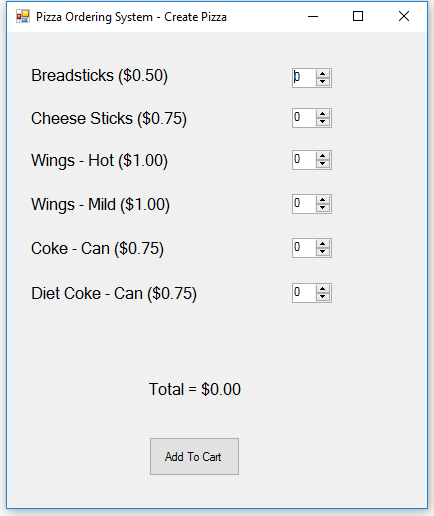 Pizza Ordering System - Create Pizza
Breadsticks ($0.50) 0
Cheese Sticks ($0.75) 0
Wings - Hot ($1.00) 0
Wings - Mild ($1.00) 0
Coke - Can ($0.75) 0
Diet Coke - Can ($0.75) 0
Total = $0.00
Add To Cart